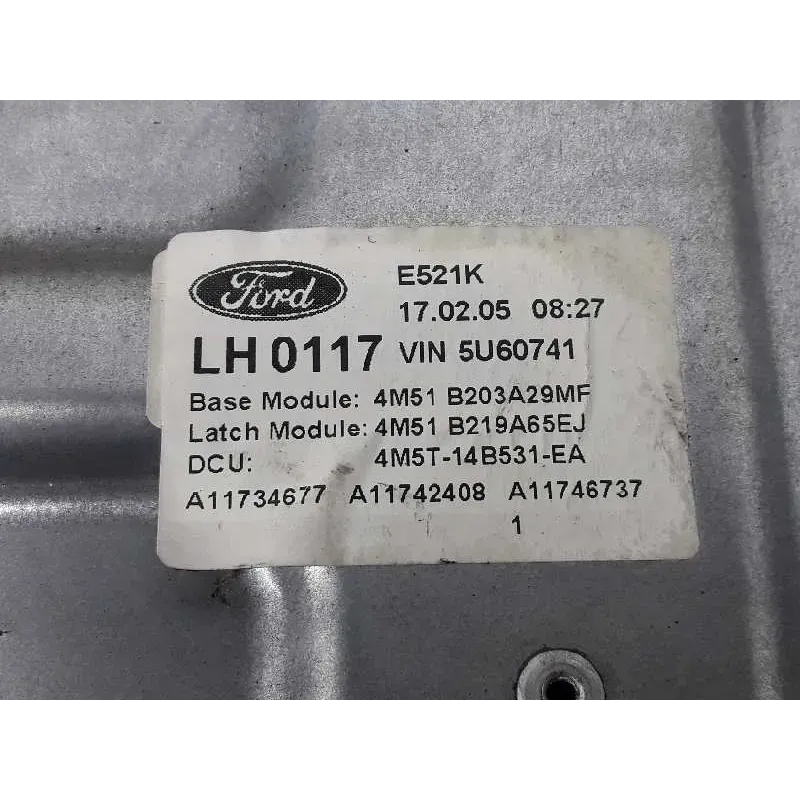 Ford
E521K
17.02.05 08:27
LH 0117 VIN 5U60741
Base Module: 4M51 B203A29MF
Latch Module: 4M51 B219A65EJ
DCU: 4M5T-14B531-EA
A11734677 A11742408 A11746737
1